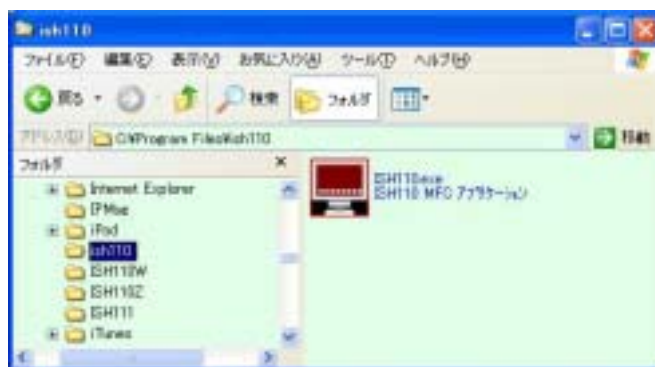 ish110
ファイル(F) 編集(E) 表示(V) お気に入り(A) ツール(T) ヘルプ(H)
戻る 検索 フォルダ
アドレス(D) C:¥Program Files¥ish110 移動
フォルダ ×
Internet Explorer
IPMsg
iPod
ish110
ISH110W
ISH110Z
ISH111
iTunes
ISH110.exe
ISH110 MFC アプリケーション